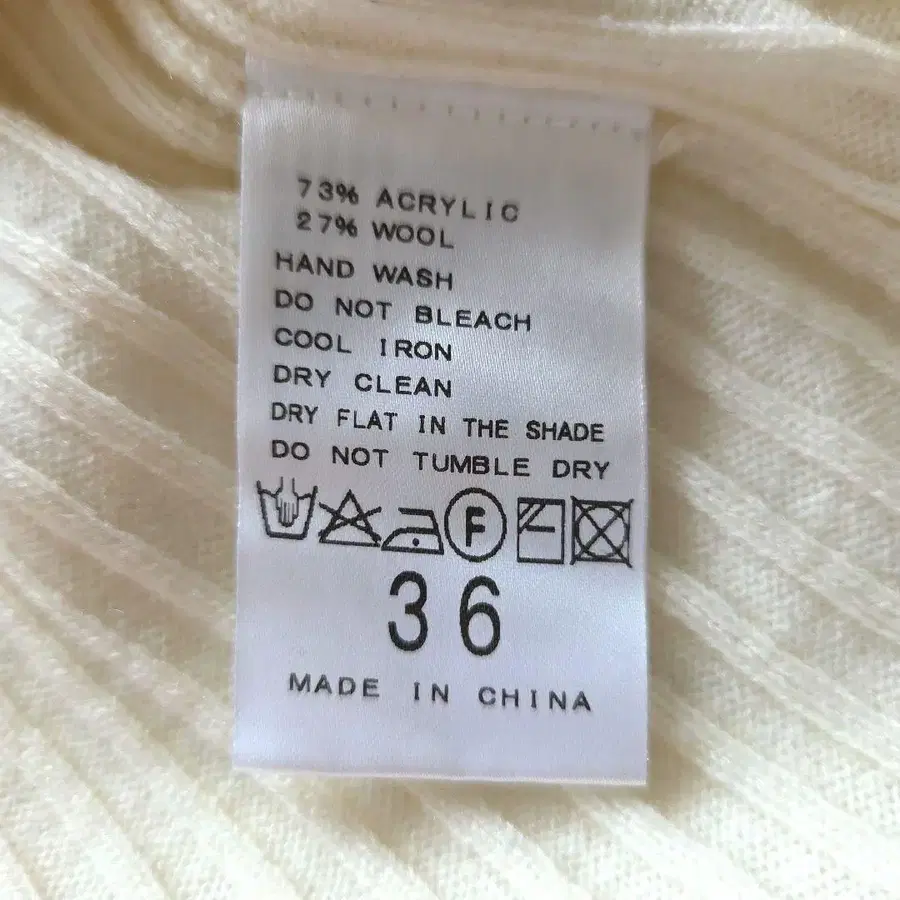 73% ACRYLIC
27% WOOL
HAND WASH
DO NOT BLEACH
COOL IRON
DRY CLEAN
DRY FLAT IN THE SHADE
DO NOT TUMBLE DRY
F
36
MADE IN CHINA